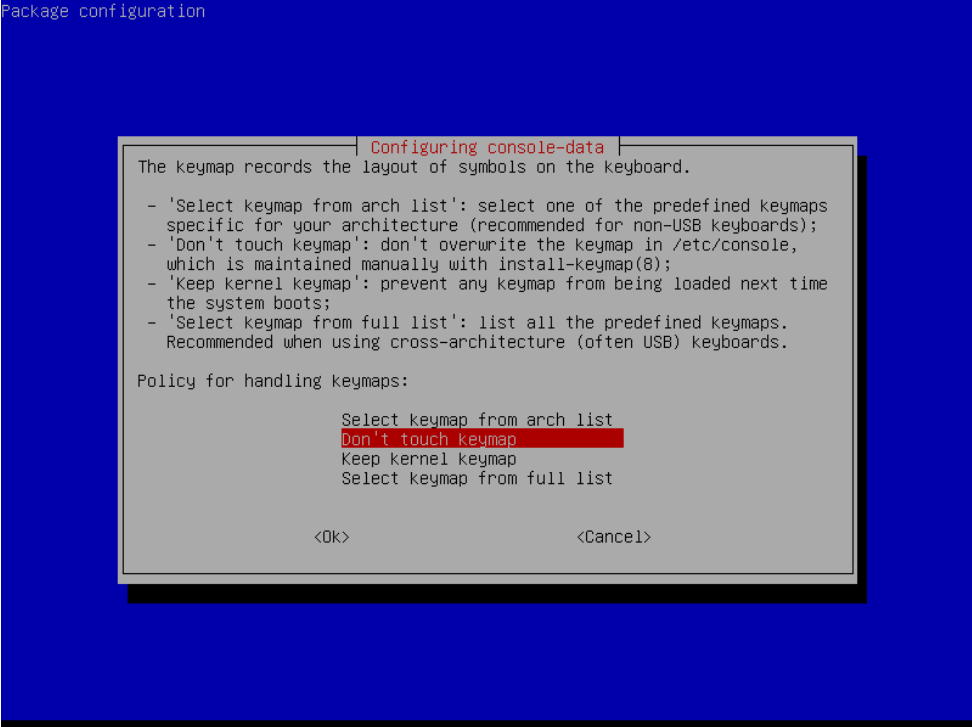 Package configuration
Configuring console-data
The keymap records the layout of symbols on the keyboard.
- 'Select keymap from arch list': select one of the predefined keymaps
specific for your architecture (recommended for non-USB keyboards);
- 'Don't touch keymap': don't overwrite the keymap in /etc/console,
which is maintained manually with install-keymap(8);
- 'Keep kernel keymap': prevent any keymap from being loaded next time
the system boots;
- 'Select keymap from full list': list all the predefined keymaps.
Recommended when using cross-architecture (often USB) keyboards.
Policy for handling keymaps:
Select keymap from arch list
Don't touch keymap
Keep kernel keymap
Select keymap from full list
<Ok> <Cancel>